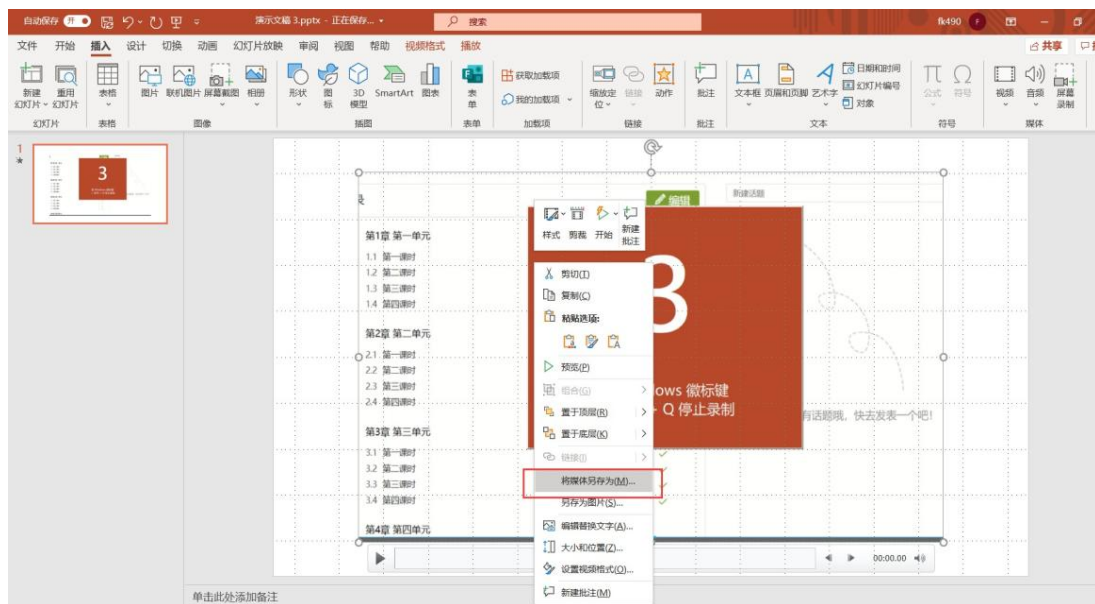 自动保存 开
演示文稿 3.pptx - 正在保存...
搜索
fk490 F
文件 开始 插入 设计 切换 动画 幻灯片放映 审阅 视图 帮助 视频格式 播放
共享
新建幻灯片 重用幻灯片 表格 图片 联机图片 屏幕截图 相册 形状 图标 3D模型 SmartArt 图表 表单 获取加载项 我的加载项 缩放定位 链接 动作 批注 文本框 页眉和页脚 艺术字 日期和时间 幻灯片编号 对象 公式 符号 视频 音频 屏幕录制
幻灯片 表格 图像 插图 表单 加载项 链接 批注 文本 符号 媒体
1
3
录
编辑
新建话题
第1章 第一单元
1.1 第一课时
1.2 第二课时
1.3 第三课时
1.4 第四课时
第2章 第二单元
2.1 第一课时
2.2 第二课时
2.3 第三课时
2.4 第四课时
第3章 第三单元
3.1 第一课时
3.2 第二课时
3.3 第三课时
3.4 第四课时
第4章 第四单元
样式 剪裁 开始 新建批注
剪切(T)
复制(C)
粘贴选项:
预览(P)
组合(G)
置于顶层(R)
置于底层(K)
链接(I)
将媒体另存为(M)...
另存为图片(S)...
编辑替换文字(A)...
大小和位置(Z)...
设置视频格式(O)...
新建批注(M)
3
ows 徽标键
+ Q 停止录制
有话题哦，快去发表一个吧！
00:00.00
单击此处添加备注